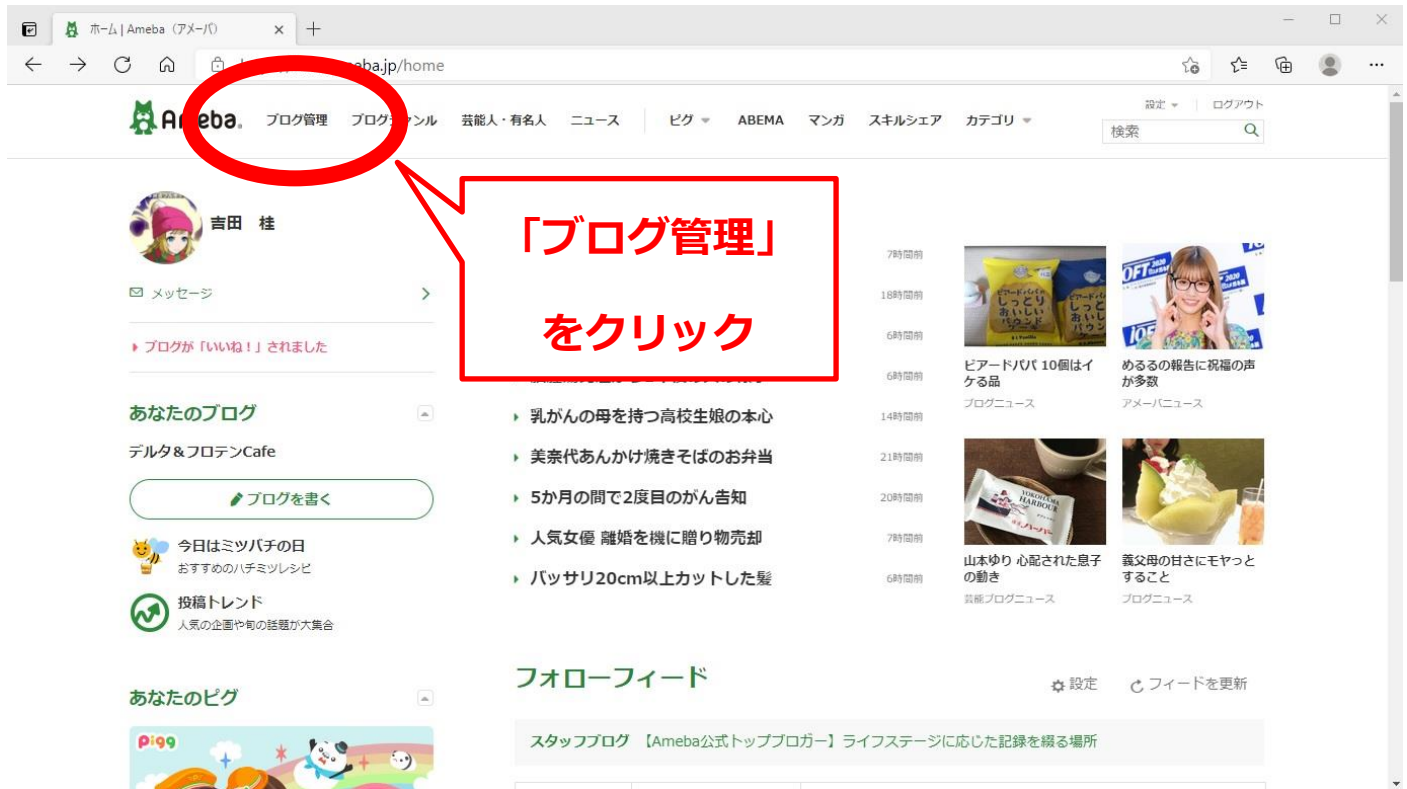 ホーム | Ameba（アメーバ）
eba.jp/home
Ameba.
ブログ管理
芸能人・有名人
ニュース
ピグ
ABEMA
マンガ
スキルシェア
カテゴリ
設定
ログアウト
検索
吉田 桂
メッセージ
ブログが「いいね！」されました
あなたのブログ
デルタ＆フロテンCafe
ブログを書く
今日はミツバチの日
おすすめのハチミツレシピ
投稿トレンド
人気の企画や旬の話題が大集合
あなたのピグ
Pigg
「ブログ管理」
をクリック
7時間前
18時間前
6時間前
6時間前
乳がんの母を持つ高校生娘の本心
14時間前
美奈代あんかけ焼きそばのお弁当
21時間前
5か月の間で2度目のがん告知
20時間前
人気女優 離婚を機に贈り物売却
7時間前
バッサリ20cm以上カットした髪
6時間前
しっとり
おいしい
パウンド
ケーキ
ビアードパパ 10個はイ
ケる品
ブログニュース
OFT 2020
めるるの報告に祝福の声
が多数
アメーバニュース
YOKOHAMA
HARBOUR
山本ゆり 心配された息子
の動き
芸能ブログニュース
義父母の甘さにモヤっと
すること
ブログニュース
フォローフィード
設定
フィードを更新
スタッフブログ 【Ameba公式トップブロガー】ライフステージに応じた記録を綴る場所